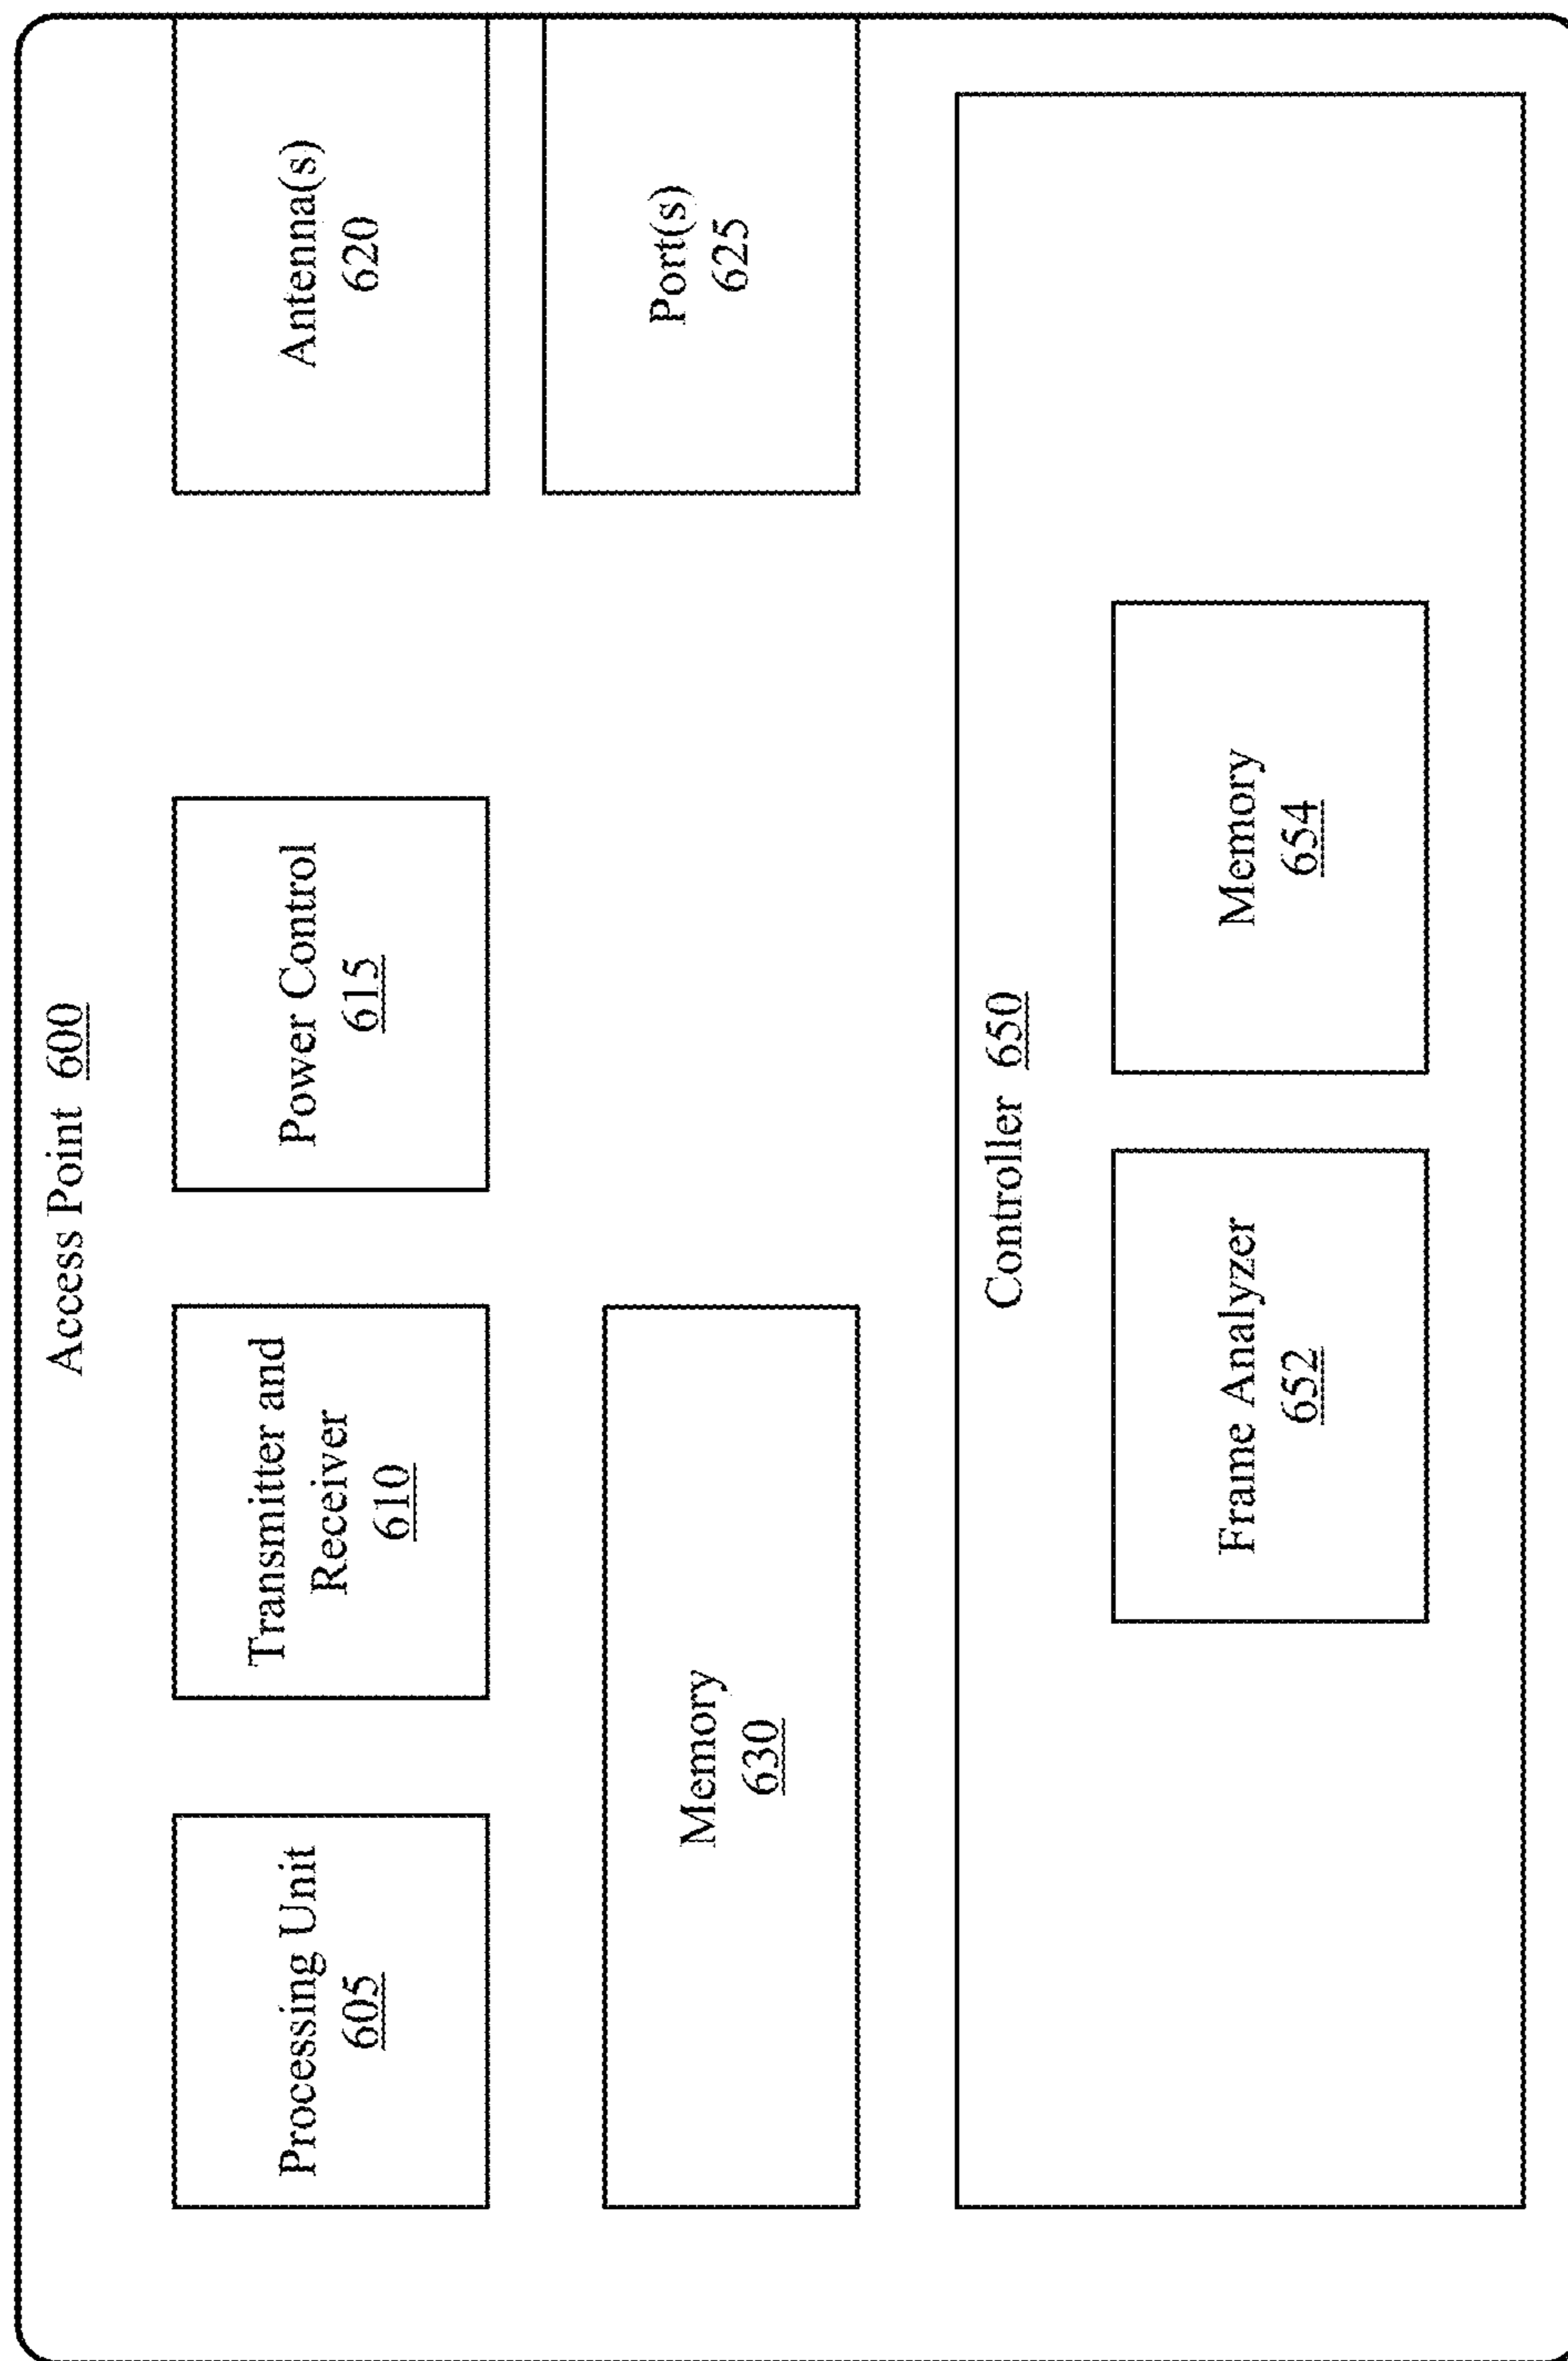 Access Point 600
Processing Unit
605
Transmitter and
Receiver
610
Power Control
615
Antenna(s)
620
Memory
630
Port(s)
625
Controller 650
Frame Analyzer
652
Memory
654